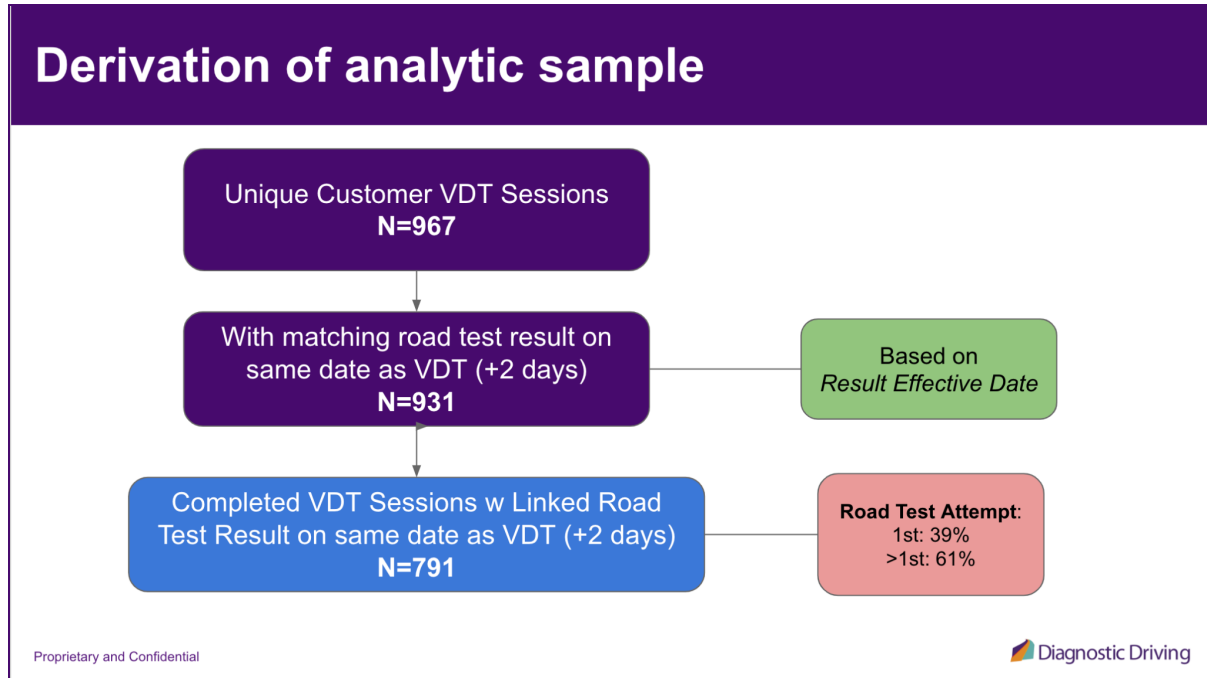 Derivation of analytic sample
Unique Customer VDT Sessions
N=967
With matching road test result on
same date as VDT (+2 days)
N=931
Based on
Result Effective Date
Completed VDT Sessions w Linked Road
Test Result on same date as VDT (+2 days)
N=791
Road Test Attempt:
1st: 39%
>1st: 61%
Proprietary and Confidential
Diagnostic Driving